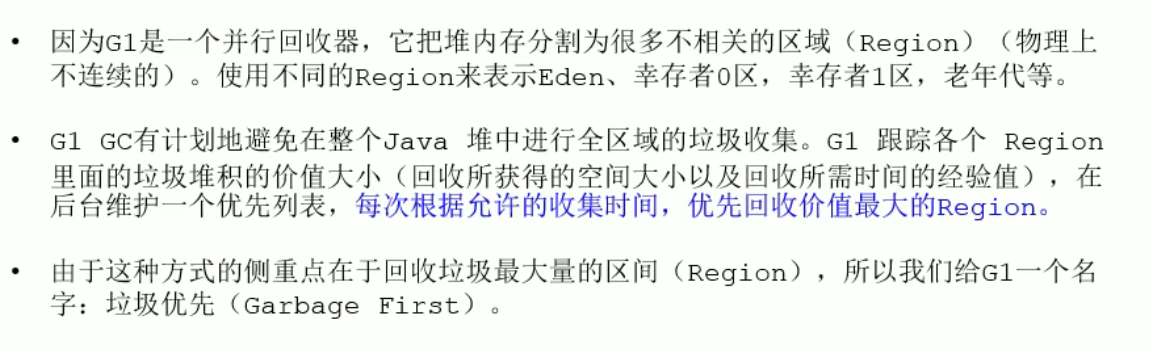 • 因为G1是一个并行回收器，它把堆内存分割为很多不相关的区域（Region）（物理上
不连续的）。使用不同的Region来表示Eden、幸存者0区，幸存者1区，老年代等。
• G1 GC有计划地避免在整个Java 堆中进行全区域的垃圾收集。G1 跟踪各个 Region
里面的垃圾堆积的价值大小（回收所获得的空间大小以及回收所需时间的经验值），在
后台维护一个优先列表，每次根据允许的收集时间，优先回收价值最大的Region。
• 由于这种方式的侧重点在于回收垃圾最大量的区间（Region），所以我们给G1一个名
字：垃圾优先（Garbage First）。